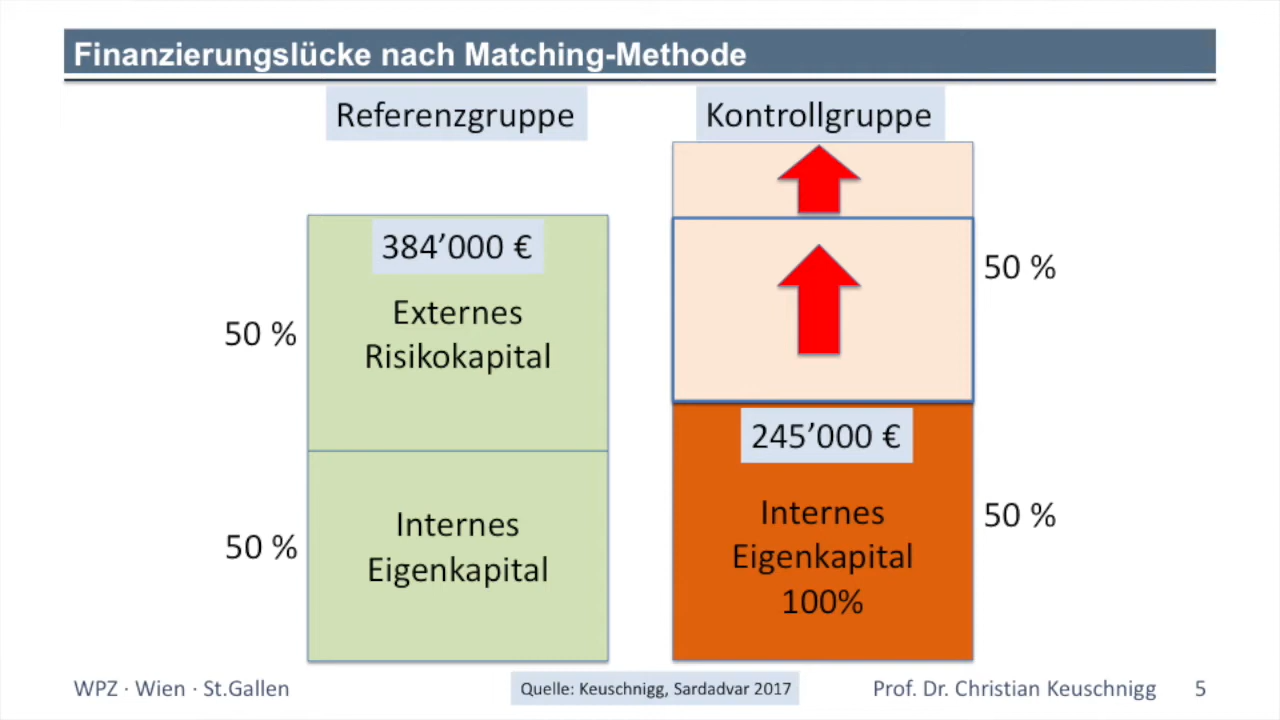 Finanzierungslücke nach Matching-Methode
Referenzgruppe
384’000 €
Externes
Risikokapital
50 %
Internes
Eigenkapital
50 %
Kontrollgruppe
50 %
245’000 €
Internes
Eigenkapital
100%
50 %
WPZ · Wien · St.Gallen
Quelle: Keuschnigg, Sardadvar 2017
Prof. Dr. Christian Keuschnigg
5